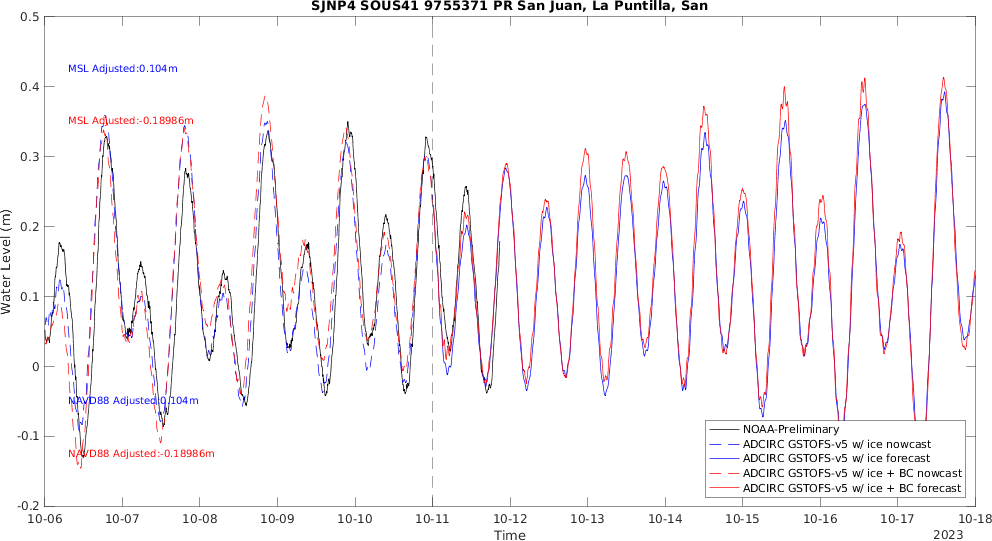 SJNP4 SOUS41 9755371 PR San Juan, La Puntilla, San
Water Level (m)
0.5
0.4
0.3
0.2
0.1
0
-0.1
-0.2
MSL Adjusted:0.104m
MSL Adjusted:-0.18986m
NAVD88 Adjusted:0.104m
NAVD88 Adjusted:-0.18986m
NOAA-Preliminary
ADCIRC GSTOFS-v5 w/ ice nowcast
ADCIRC GSTOFS-v5 w/ ice forecast
ADCIRC GSTOFS-v5 w/ ice + BC nowcast
ADCIRC GSTOFS-v5 w/ ice + BC forecast
10-06 10-07 10-08 10-09 10-10 10-11 10-12 10-13 10-14 10-15 10-16 10-17 10-18
Time
2023